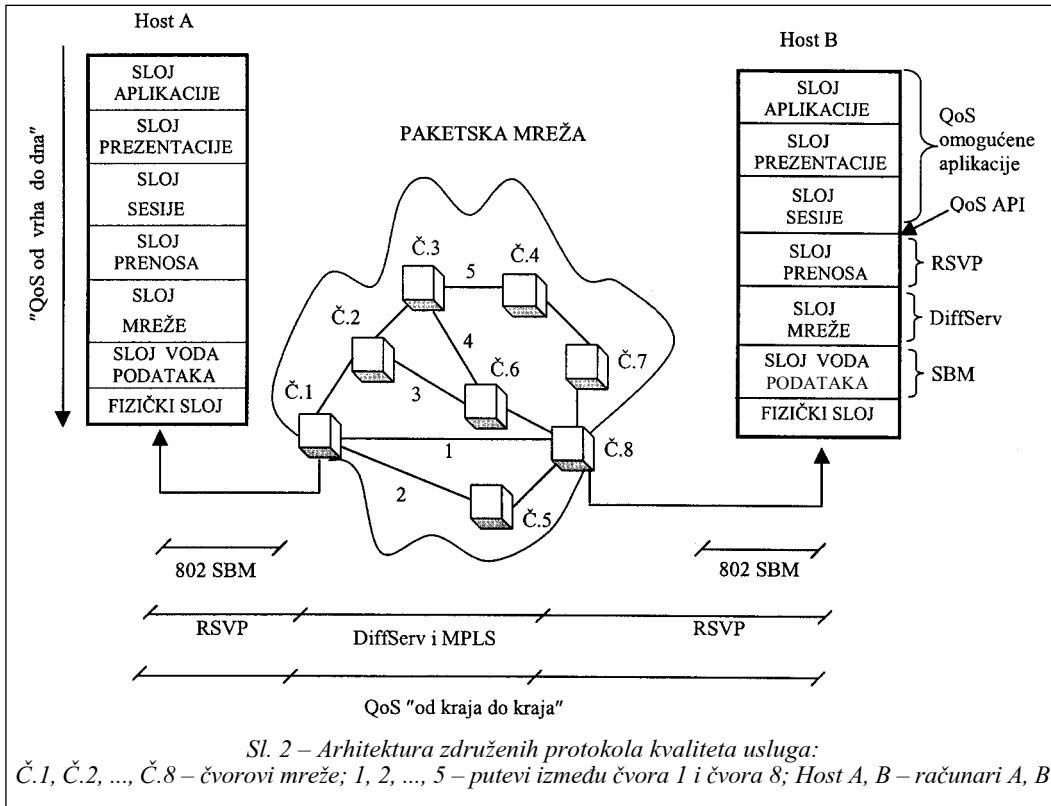 Host A
"QoS od vrha do dna"
SLOJ
APLIKACIJE
SLOJ
PREZENTACIJE
SLOJ
SESIJE
SLOJ
PRENOSA
SLOJ
MREŽE
SLOJ VODA
PODATAKA
FIZIČKI SLOJ
PAKETSKA MREŽA
Č.3
5
Č.4
Č.2
4
Č.7
Č.6
3
Č.1
1
Č.8
2
Č.5
Host B
SLOJ
APLIKACIJE
SLOJ
PREZENTACIJE
SLOJ
SESIJE
SLOJ
PRENOSA
SLOJ
MREŽE
SLOJ VODA
PODATAKA
FIZIČKI SLOJ
QoS
omogućene
aplikacije
QoS API
RSVP
DiffServ
SBM
802 SBM
802 SBM
RSVP
DiffServ i MPLS
RSVP
QoS "od kraja do kraja"
Sl. 2 – Arhitektura združenih protokola kvaliteta usluga:
Č.1, Č.2, ..., Č.8 – čvorovi mreže; 1, 2, ..., 5 – putevi između čvora 1 i čvora 8; Host A, B – računari A, B